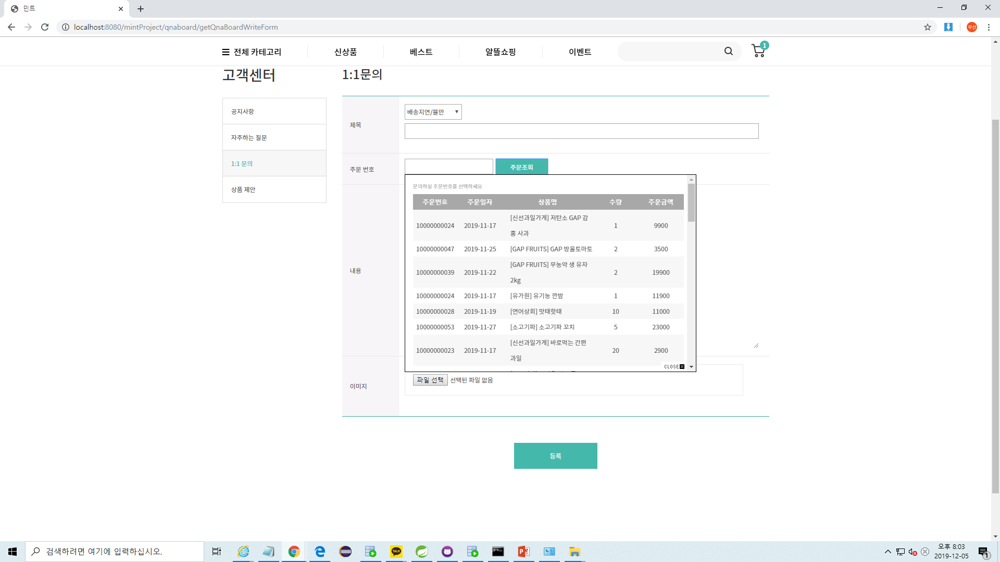 민트
localhost:8080/mintProject/qnaboard/getQnaBoardWriteForm
무선
전체 카테고리 신상품 베스트 알뜰쇼핑 이벤트 1
고객센터
공지사항
자주하는 질문
1:1 문의
상품 제안
1:1문의
제목 배송지연/불만
주문 번호 주문조회
문의하실 주문번호를 선택하세요
주문번호 주문일자 상품명 수량 주문금액
10000000024 2019-11-17 [신선과일가게] 저탄소 GAP 감홍 사과 1 9900
10000000047 2019-11-25 [GAP FRUITS] GAP 방울토마토 2 3500
10000000039 2019-11-22 [GAP FRUITS] 무농약 생 유자 2kg 2 19900
10000000024 2019-11-17 [유가원] 유기농 깐밤 1 11900
10000000028 2019-11-19 [연어상회] 맛태핫태 10 11000
10000000053 2019-11-27 [소고기파] 소고기파 꼬치 5 23000
10000000023 2019-11-17 [신선과일가게] 바로먹는 간편과일 20 2900
CLOSE
내용
이미지 파일 선택 선택된 파일 없음
등록
검색하려면 여기에 입력하십시오.
TALK
오후 8:03
2019-12-05
1